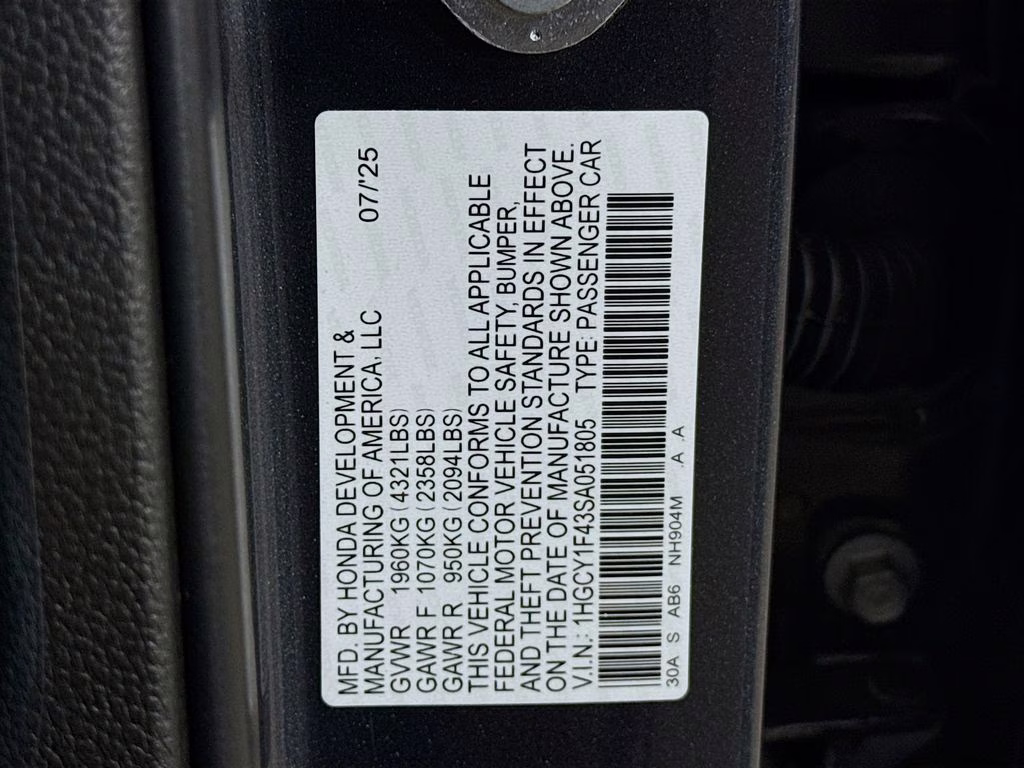 MFD. BY HONDA DEVELOPMENT &
MANUFACTURING OF AMERICA, LLC 07/'25
GVWR 1960KG (4321LBS)
GAWR F 1070KG (2358LBS)
GAWR R 950KG (2094LBS)
THIS VEHICLE CONFORMS TO ALL APPLICABLE
FEDERAL MOTOR VEHICLE SAFETY, BUMPER,
AND THEFT PREVENTION STANDARDS IN EFFECT
ON THE DATE OF MANUFACTURE SHOWN ABOVE.
V.I.N.: 1HGCY1F43SA051805 TYPE: PASSENGER CAR
30A S AB6 NH904M .A .A